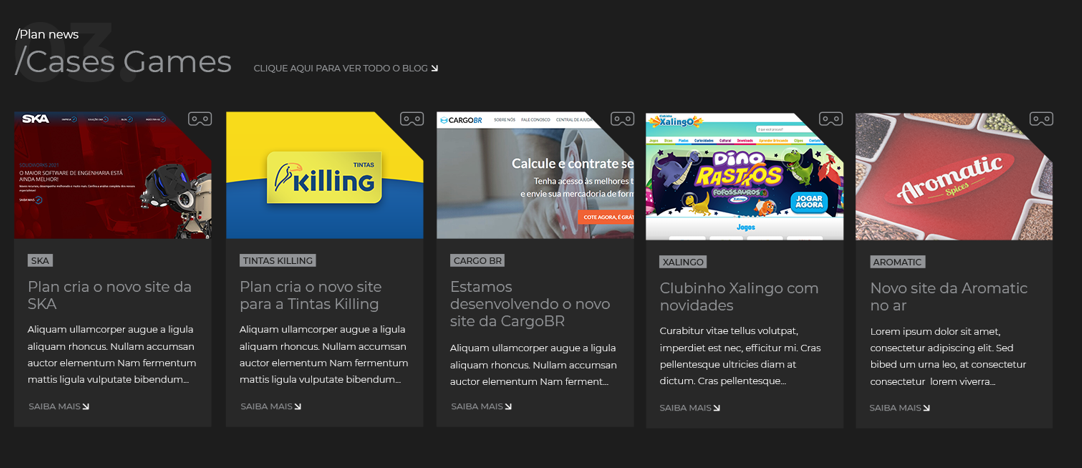 03.
/Plan news
/Cases Games
CLIQUE AQUI PARA VER TODO O BLOG
SKA
SOLIDWORKS 2021
O MAIOR SOFTWARE DE ENGENHARIA ESTÁ
AINDA MELHOR!
SAIBA MAIS
SKA
Plan cria o novo site da
SKA
Aliquam ullamcorper augue a ligula
aliquam rhoncus. Nullam accumsan
auctor elementum Nam fermentum
mattis ligula vulputate bibendum...
SAIBA MAIS
TINTAS
Killing
TINTAS KILLING
Plan cria o novo site
para a Tintas Killing
Aliquam ullamcorper augue a ligula
aliquam rhoncus. Nullam accumsan
auctor elementum Nam fermentum
mattis ligula vulputate bibendum...
SAIBA MAIS
CARGOBR
SOBRE NÓS FALE CONOSCO CENTRAL DE AJUDA
Calcule e contrate se
Tenha acesso às melhores t
e envie sua mercadoria de forn
COTE AGORA, É GRÁT
CARGO BR
Estamos
desenvolvendo o novo
site da CargoBR
Aliquam ullamcorper augue a ligula
aliquam rhoncus. Nullam accumsan
auctor elementum Nam ferment...
SAIBA MAIS
XalingO
DINO
RASTROS
FOFOSSAUROS
JOGAR
AGORA
Jogos
XALINGO
Clubinho Xalingo com
novidades
Curabitur vitae tellus volutpat,
imperdiet est nec, efficitur mi. Cras
pellentesque ultricies diam at
dictum. Cras pellentesque...
SAIBA MAIS
Aromatic
Spices
AROMATIC
Novo site da Aromatic
no ar
Lorem ipsum dolor sit amet,
consectetur adipiscing elit. Sed
bibed um urna leo, at consectetur
consectetur lorem viverra...
SAIBA MAIS